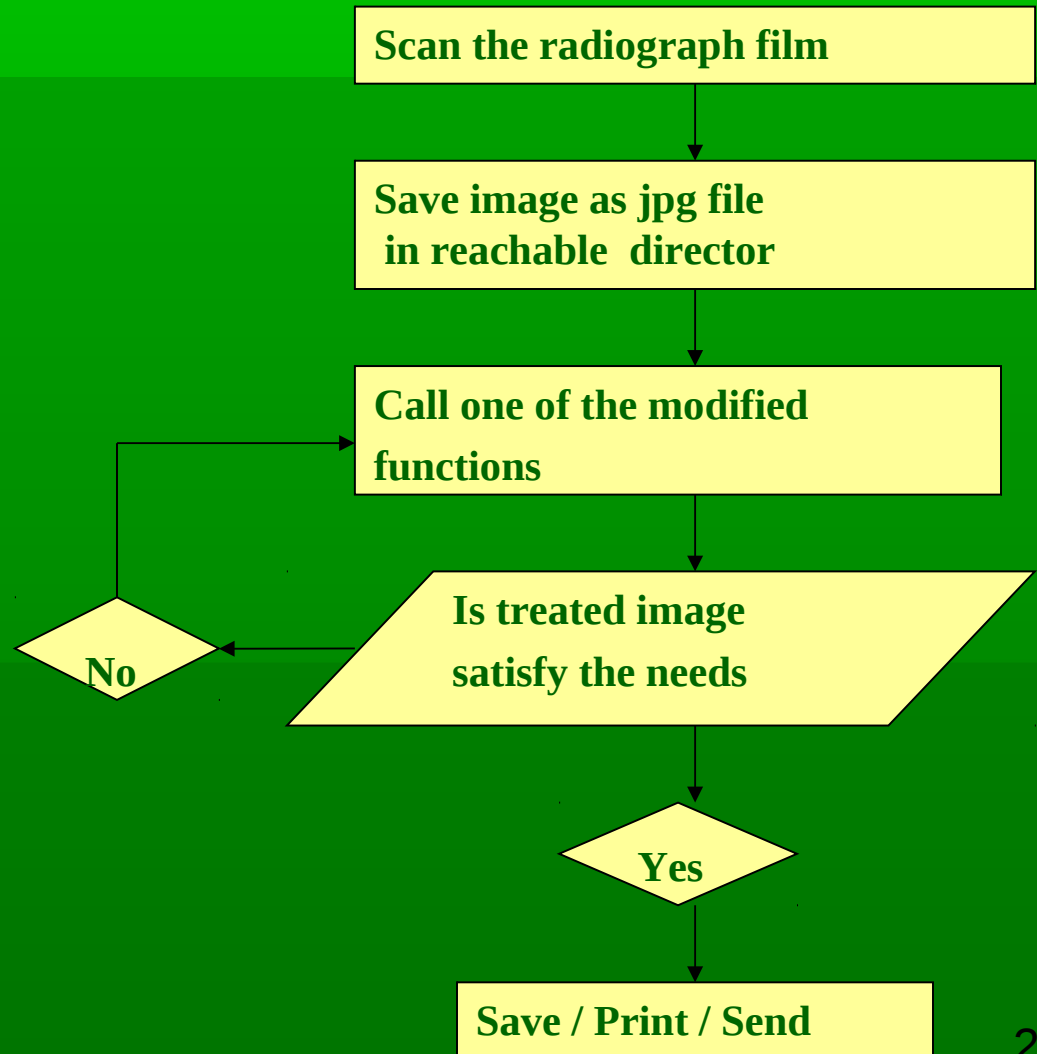 Scan the radiograph film
Save image as jpg file
in reachable director
Call one of the modified
functions
Is treated image
satisfy the needs
No
Yes
Save / Print / Send
2